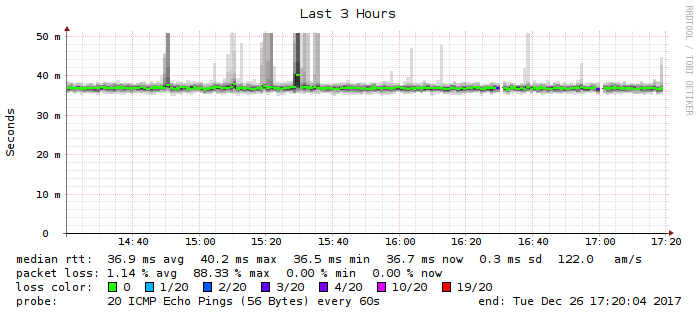 Last 3 Hours
RRDTOOL / TOBI OETIKER
Seconds
50 m
40 m
30 m
20 m
10 m
0
14:40 15:00 15:20 15:40 16:00 16:20 16:40 17:00 17:20
median rtt: 36.9 ms avg 40.2 ms max 36.5 ms min 36.7 ms now 0.3 ms sd 122.0 am/s
packet loss: 1.14 % avg 88.33 % max 0.00 % min 0.00 % now
loss color: 0 1/20 2/20 3/20 4/20 10/20 19/20
probe: 20 ICMP Echo Pings (56 Bytes) every 60s end: Tue Dec 26 17:20:04 2017